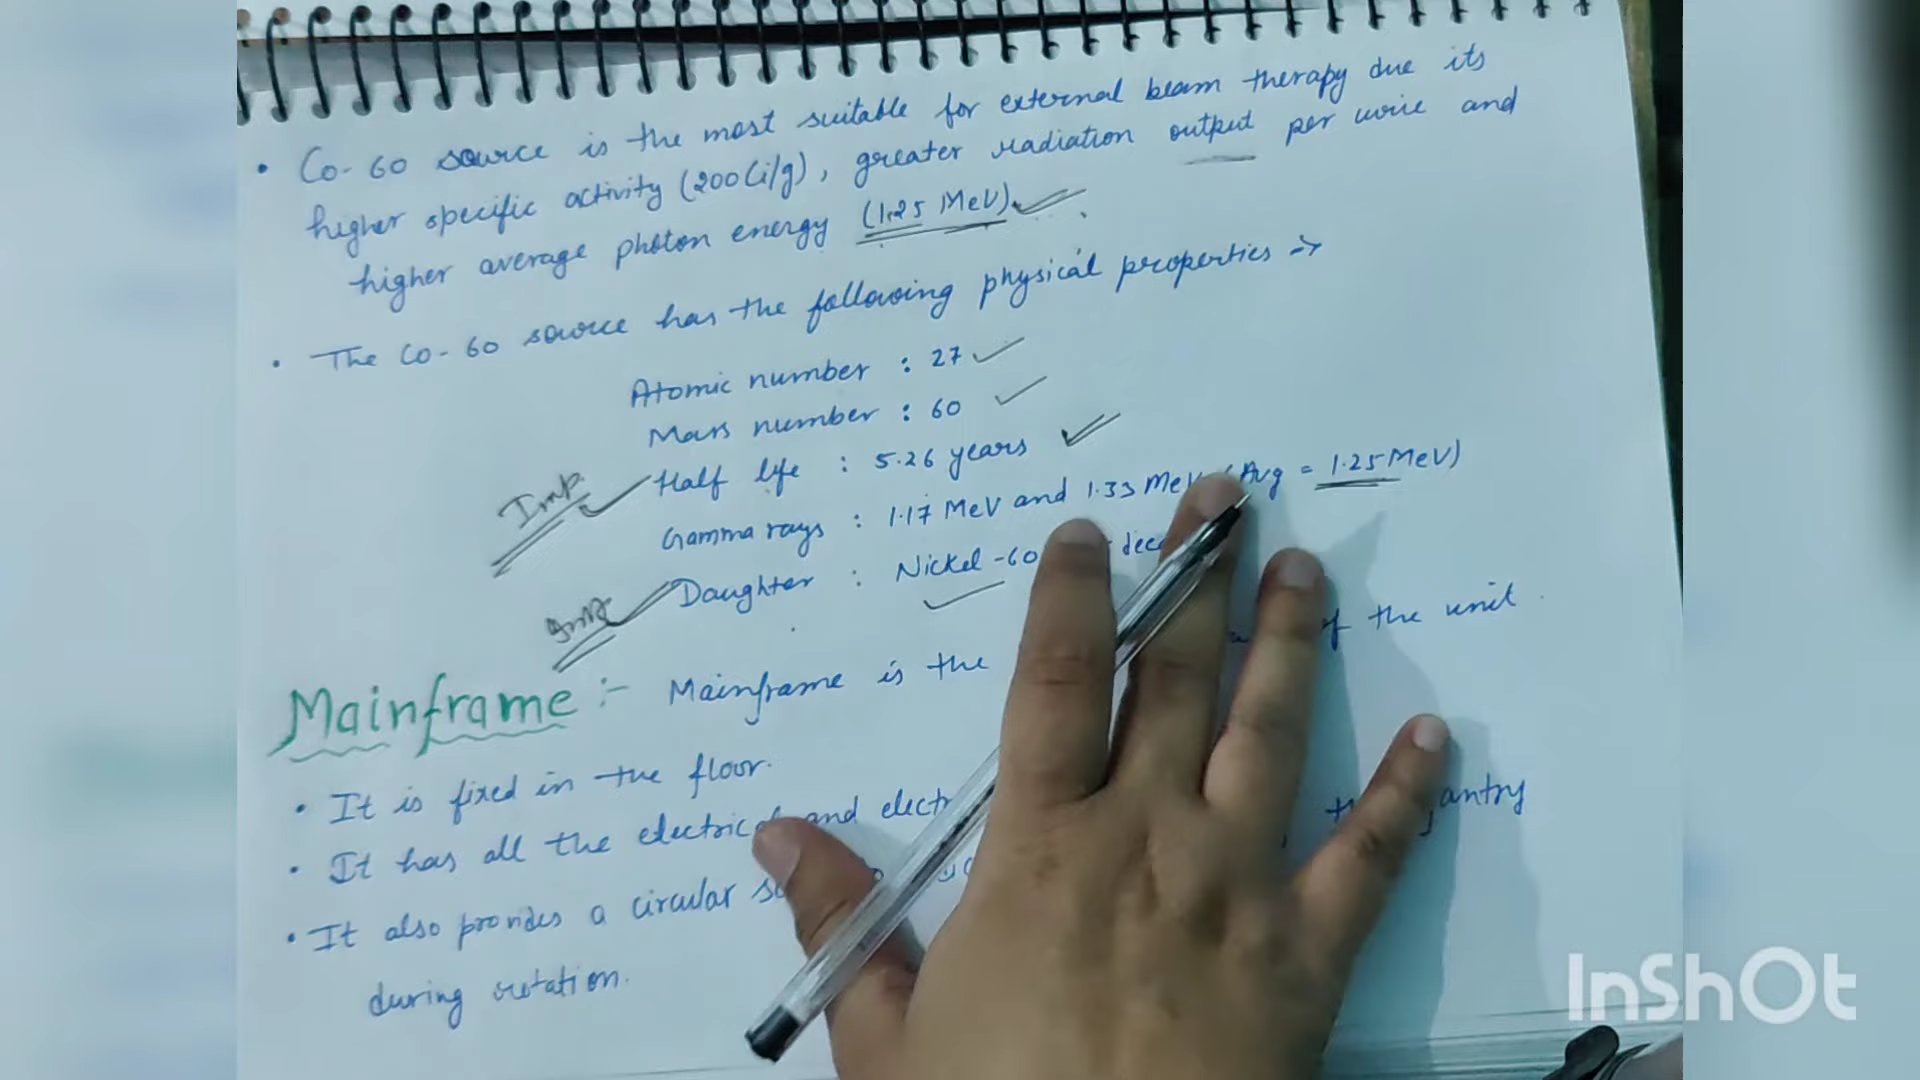 • Co-60 source is the most suitable for external beam therapy due its
higher specific activity (200Ci/g), greater radiation output per curie and
higher average photon energy (1.25 MeV)
• The Co-60 source has the following physical properties :→
Atomic number : 27
Mass number : 60
Imp. Half life : 5.26 years
Gamma rays : 1.17 MeV and 1.33 MeV (Avg = 1.25 MeV)
Imp Daughter : Nickel-60
Mainframe :- Mainframe is the of the unit.
• It is fixed in the floor.
• It has all the electrical and
• It also provides a circular gantry
during rotation.
InShOt